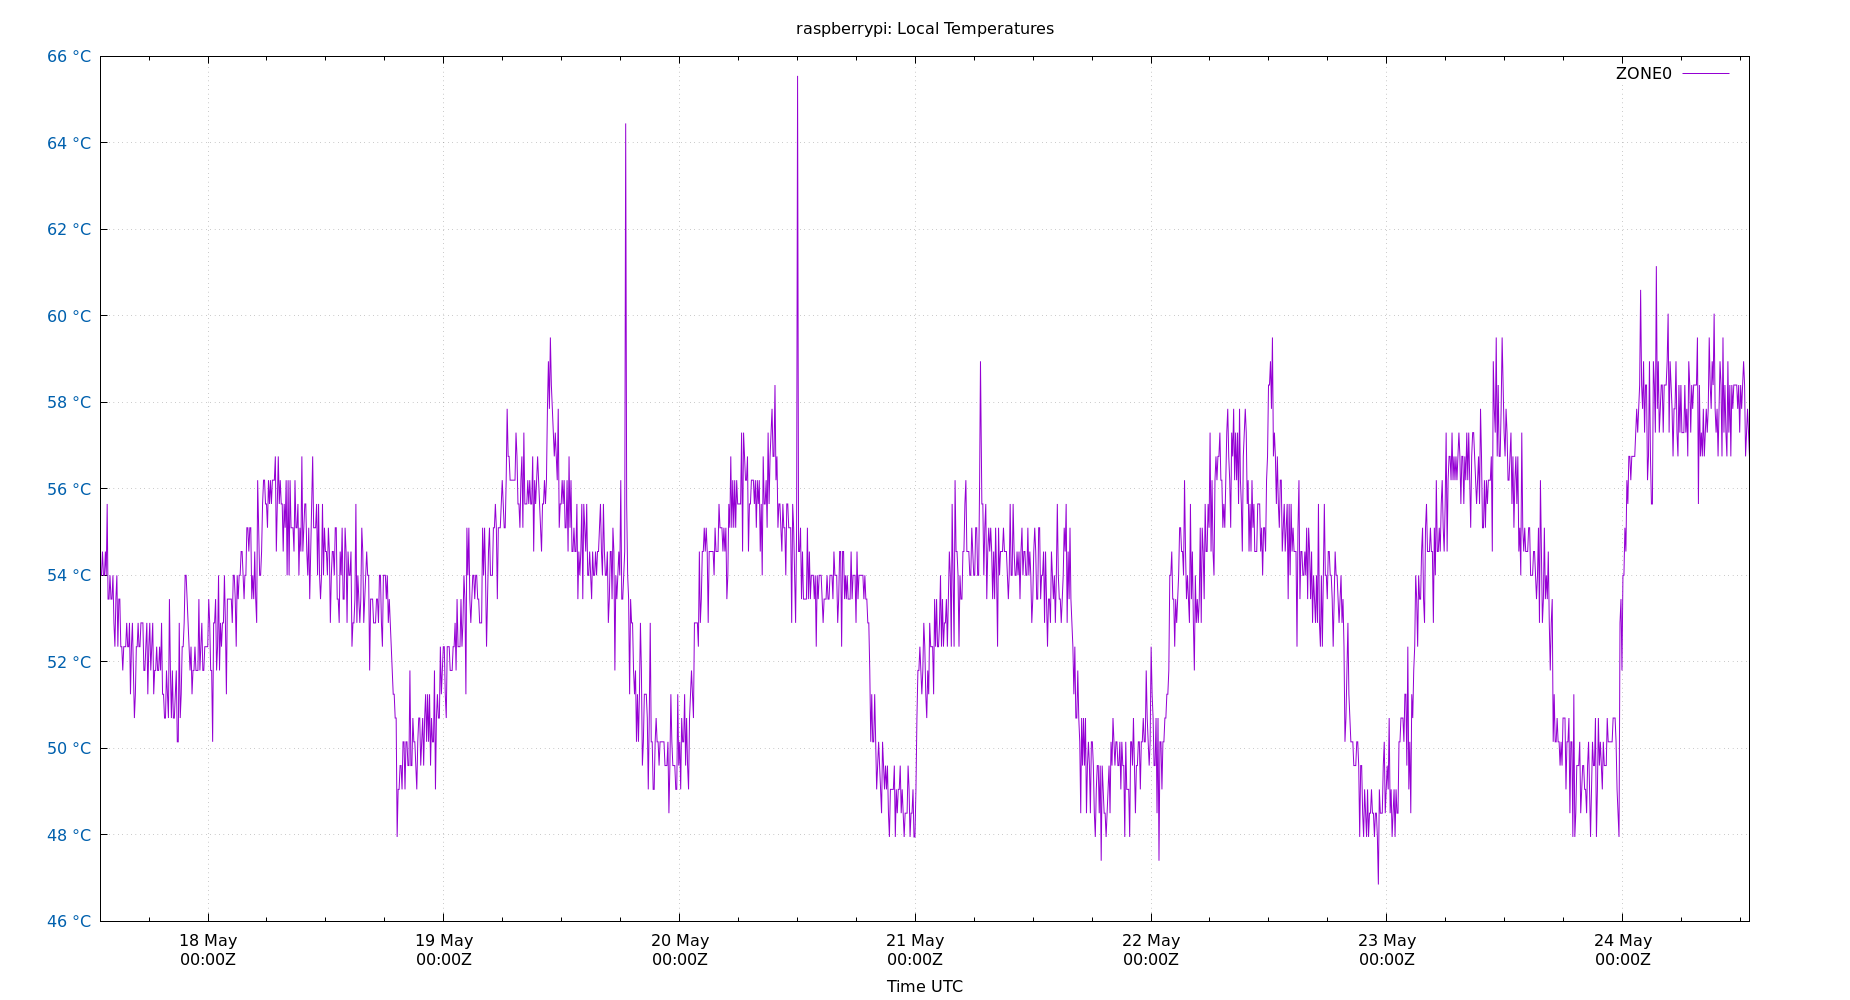 raspberrypi: Local Temperatures
66 °C
ZONE0
64 °C
62 °C
60 °C
58 °C
56 °C
54 °C
52 °C
50 °C
48 °C
46 °C
18 May 19 May 20 May 21 May 22 May 23 May 24 May
00:00Z 00:00Z 00:00Z 00:00Z 00:00Z 00:00Z 00:00Z
Time UTC